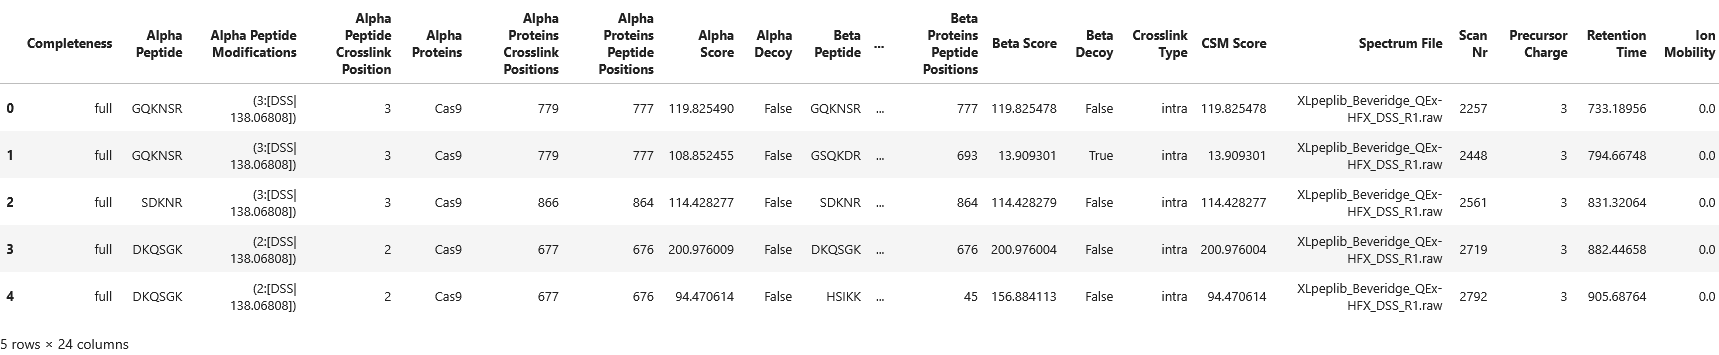 Completeness Alpha Peptide Alpha Peptide Modifications Alpha Peptide Crosslink Position Alpha Proteins Alpha Proteins Crosslink Positions Alpha Proteins Peptide Positions Alpha Score Alpha Decoy Beta Peptide ... Beta Proteins Peptide Positions Beta Score Beta Decoy Crosslink Type CSM Score Spectrum File Scan Nr Precursor Charge Retention Time Ion Mobility
0 full GQKNSR (3:[DSS|138.06808]) 3 Cas9 779 777 119.825490 False GQKNSR ... 777 119.825478 False intra 119.825478 XLpeplib_Beveridge_QEx-HFX_DSS_R1.raw 2257 3 733.18956 0.0
1 full GQKNSR (3:[DSS|138.06808]) 3 Cas9 779 777 108.852455 False GSQKDR ... 693 13.909301 True intra 13.909301 XLpeplib_Beveridge_QEx-HFX_DSS_R1.raw 2448 3 794.66748 0.0
2 full SDKNR (3:[DSS|138.06808]) 3 Cas9 866 864 114.428277 False SDKNR ... 864 114.428279 False intra 114.428277 XLpeplib_Beveridge_QEx-HFX_DSS_R1.raw 2561 3 831.32064 0.0
3 full DKQSGK (2:[DSS|138.06808]) 2 Cas9 677 676 200.976009 False DKQSGK ... 676 200.976004 False intra 200.976004 XLpeplib_Beveridge_QEx-HFX_DSS_R1.raw 2719 3 882.44658 0.0
4 full DKQSGK (2:[DSS|138.06808]) 2 Cas9 677 676 94.470614 False HSIKK ... 45 156.884113 False intra 94.470614 XLpeplib_Beveridge_QEx-HFX_DSS_R1.raw 2792 3 905.68764 0.0
5 rows × 24 columns